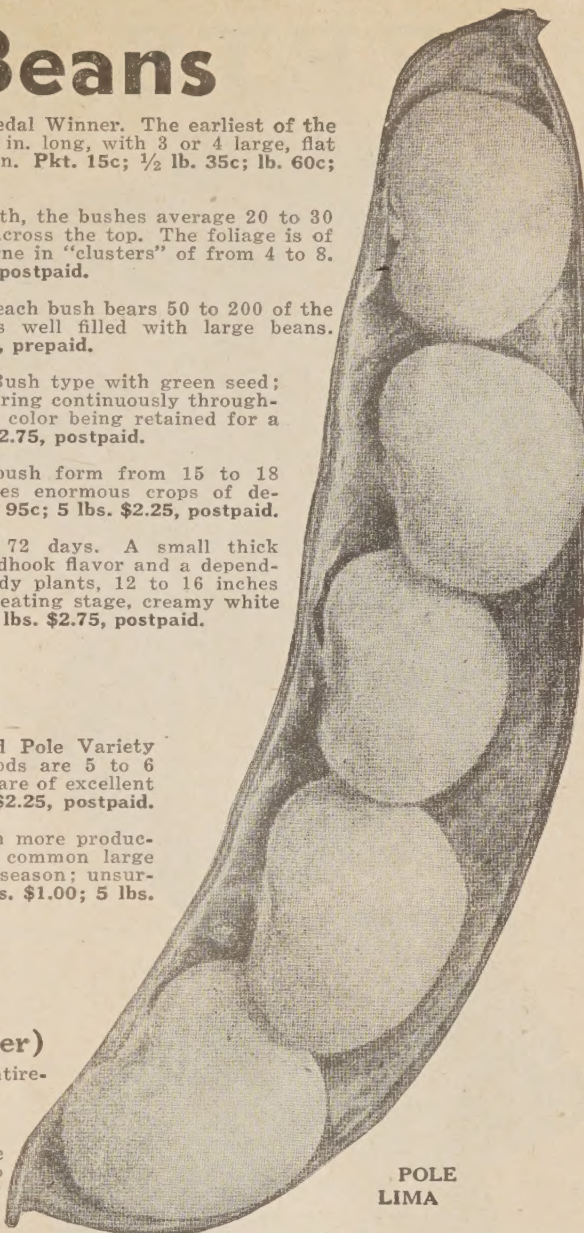 Beans
edal Winner. The earliest of the
in. long, with 3 or 4 large, flat
n. Pkt. 15c; ½ lb. 35c; lb. 60c;
th, the bushes average 20 to 30
across the top. The foliage is of
ne in "clusters" of from 4 to 8.
postpaid.
each bush bears 50 to 200 of the
s well filled with large beans.
, prepaid.
Bush type with green seed;
ring continuously through-
color being retained for a
2.75, postpaid.
bush form from 15 to 18
es enormous crops of de-
95c; 5 lbs. $2.25, postpaid.
72 days. A small thick
dhook flavor and a depend-
dy plants, 12 to 16 inches
eating stage, creamy white
lbs. $2.75, postpaid.
d Pole Variety
ods are 5 to 6
are of excellent
$2.25, postpaid.
n more produc-
common large
season; unsur-
s. $1.00; 5 lbs.
er)
ntire-
e
POLE
LIMA